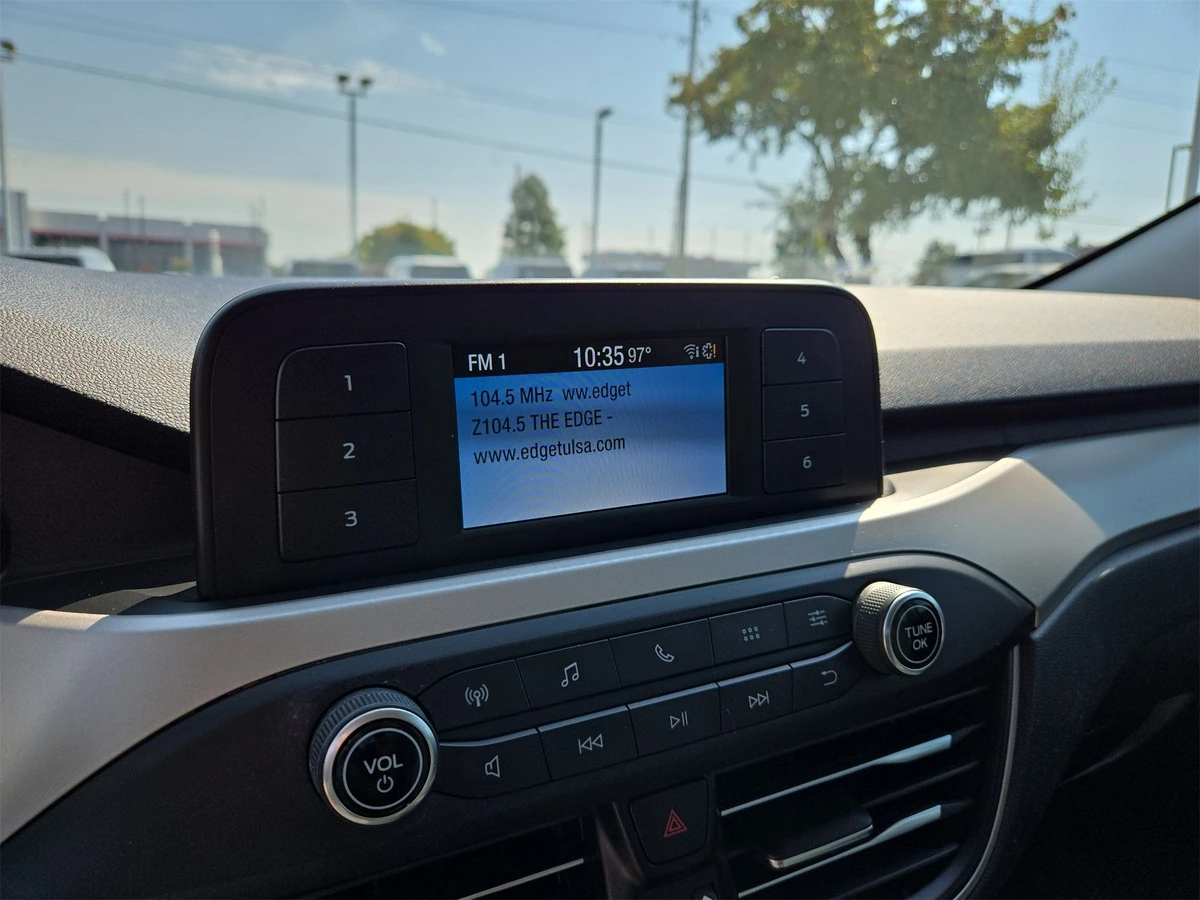 FM 1 10:35 97°
104.5 MHz ww.edget
Z104.5 THE EDGE -
www.edgetulsa.com
1
2
3
4
5
6
VOL
TUNE
OK